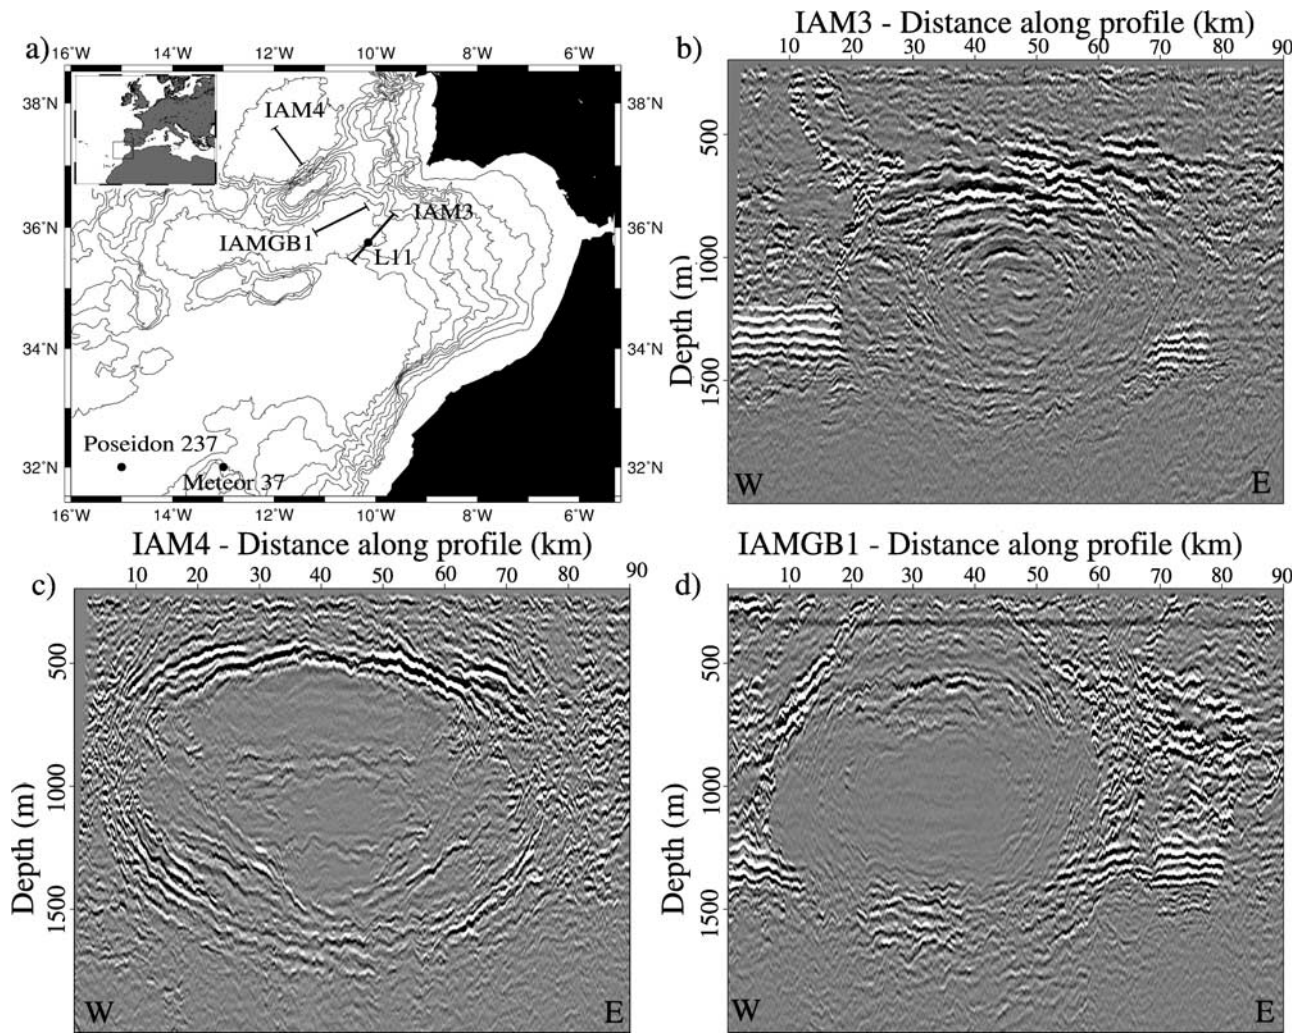 a)
16°W 14°W 12°W 10°W 8°W 6°W
38°N 38°N
36°N 36°N
34°N 34°N
32°N 32°N
16°W 14°W 12°W 10°W 8°W 6°W
IAM4
IAM3
IAMGB1
L11
Poseidon 237
Meteor 37
b)
IAM3 - Distance along profile (km)
10 20 30 40 50 60 70 80 90
Depth (m)
500
1000
1500
W E
c)
IAM4 - Distance along profile (km)
10 20 30 40 50 60 70 80 90
Depth (m)
500
1000
1500
W E
d)
IAMGB1 - Distance along profile (km)
10 20 30 40 50 60 70 80 90
Depth (m)
500
1000
1500
W E